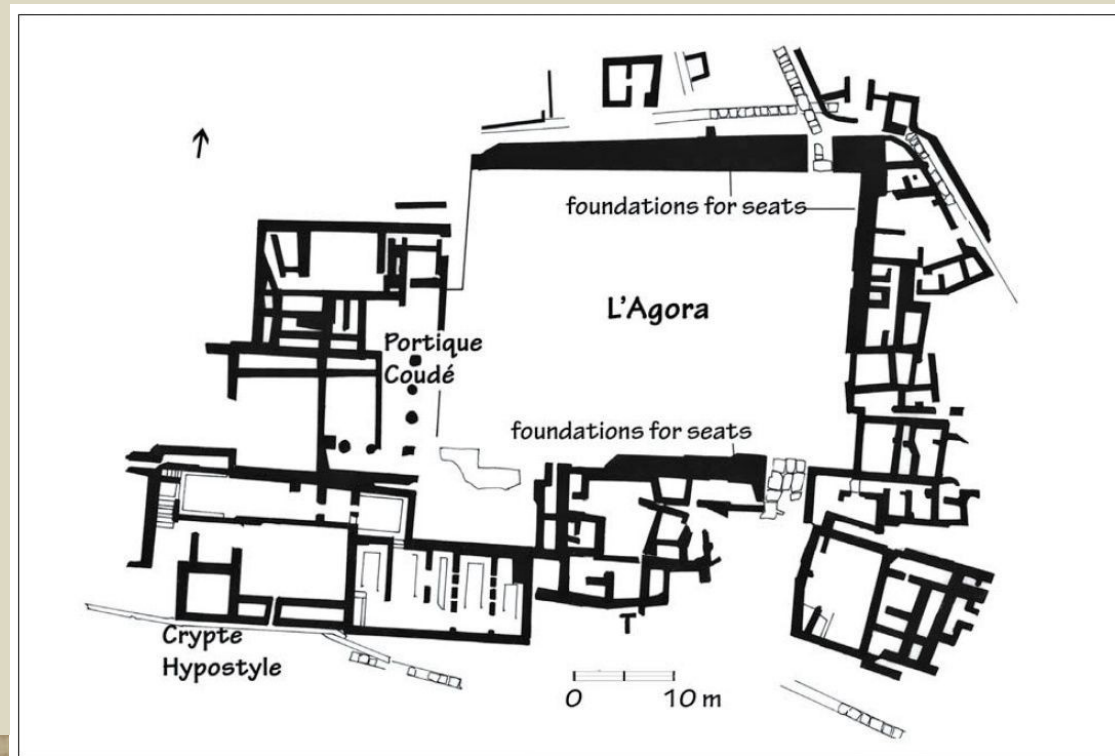 foundations for seats
L'Agora
Portique
Coudé
foundations for seats
Crypte
Hypostyle
T
0 10 m